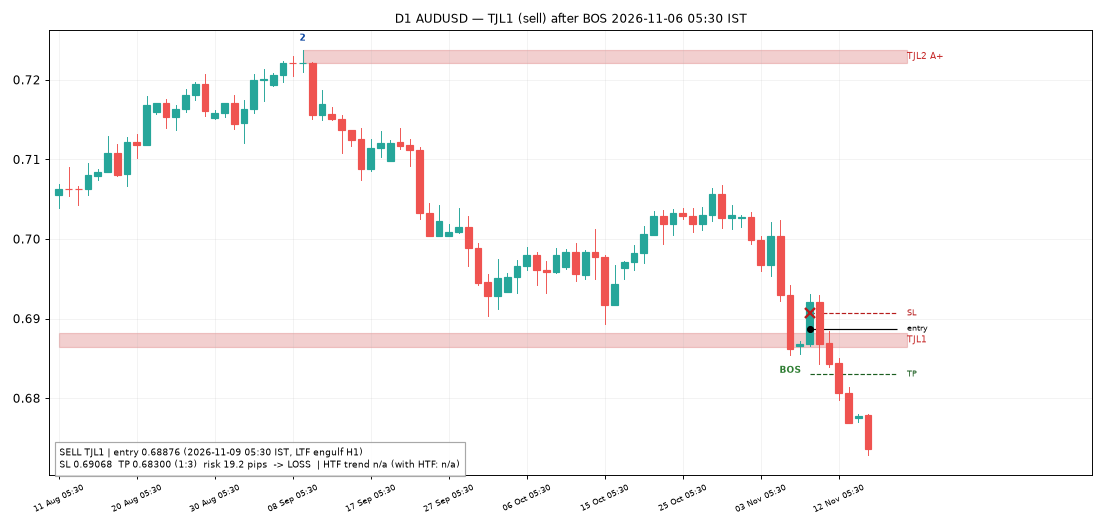 D1 AUDUSD — TJL1 (sell) after BOS 2026-11-06 05:30 IST
2
TJL2 A+
0.72
0.71
0.70
0.69
0.68
SL
entry
TJL1
BOS
TP
SELL TJL1 | entry 0.68876 (2026-11-09 05:30 IST, LTF engulf H1)
SL 0.69068  TP 0.68300 (1:3)  risk 19.2 pips  -> LOSS  | HTF trend n/a (with HTF: n/a)
11 Aug 05:30
20 Aug 05:30
30 Aug 05:30
08 Sep 05:30
17 Sep 05:30
27 Sep 05:30
06 Oct 05:30
15 Oct 05:30
25 Oct 05:30
03 Nov 05:30
12 Nov 05:30